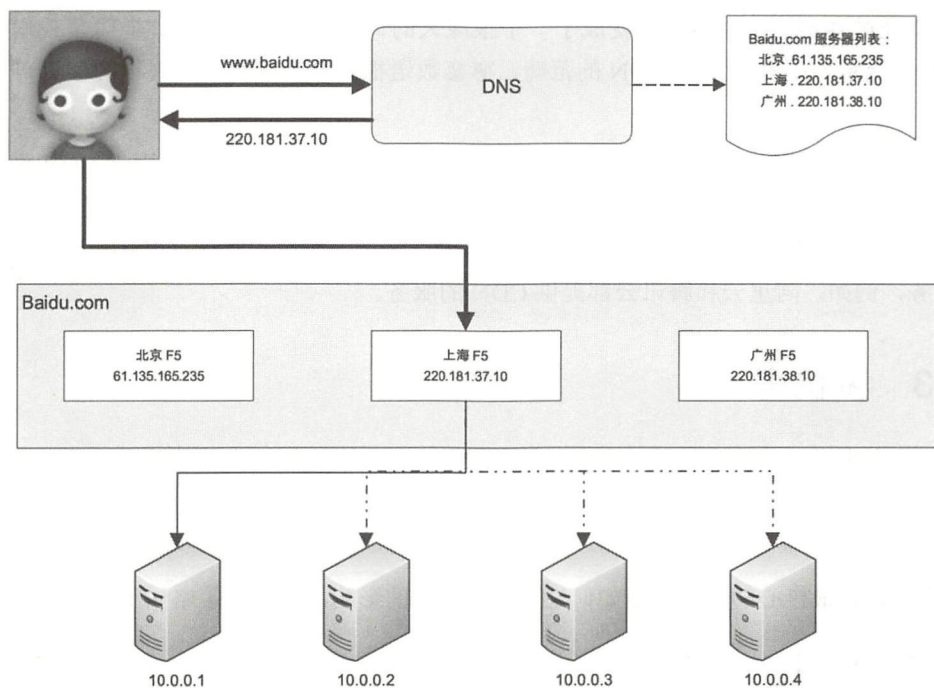 www.baidu.com
220.181.37.10
DNS
Baidu.com 服务器列表：
北京 .61.135.165.235
上海 . 220.181.37.10
广州 . 220.181.38.10
Baidu.com
北京 F5
61.135.165.235
上海 F5
220.181.37.10
广州 F5
220.181.38.10
10.0.0.1
10.0.0.2
10.0.0.3
10.0.0.4